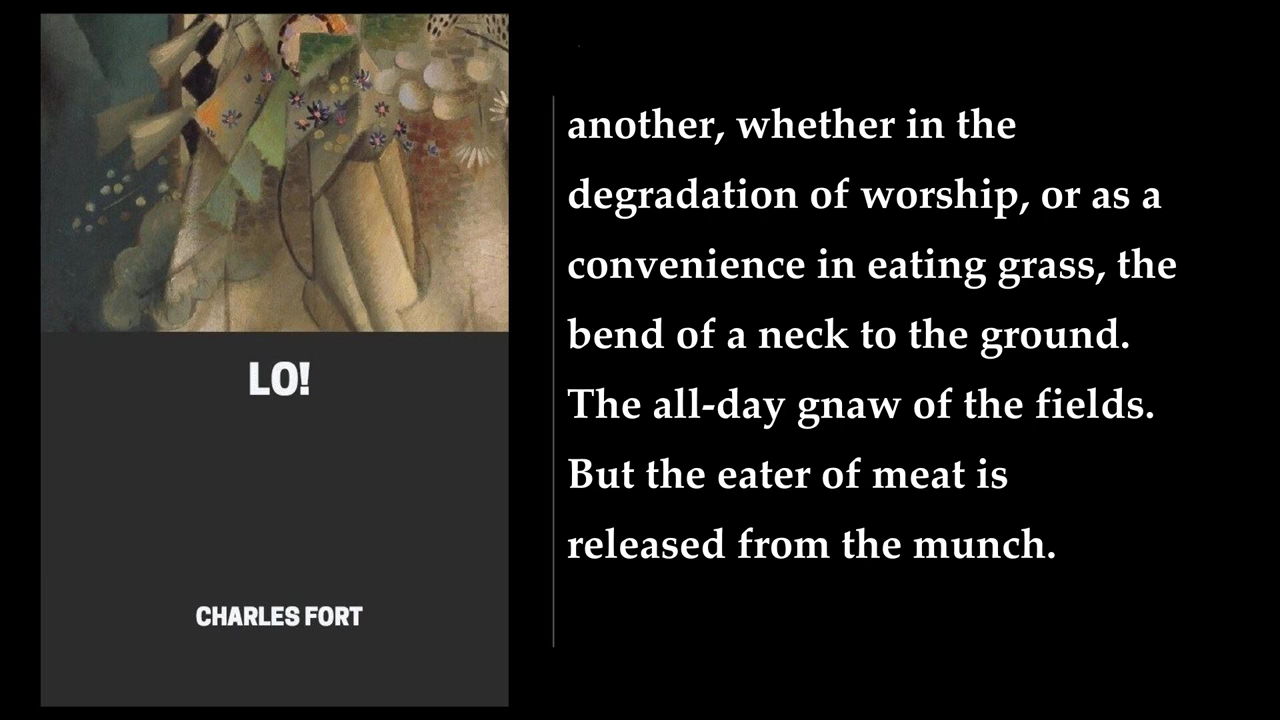 LO!
CHARLES FORT
another, whether in the
degradation of worship, or as a
convenience in eating grass, the
bend of a neck to the ground.
The all-day gnaw of the fields.
But the eater of meat is
released from the munch.